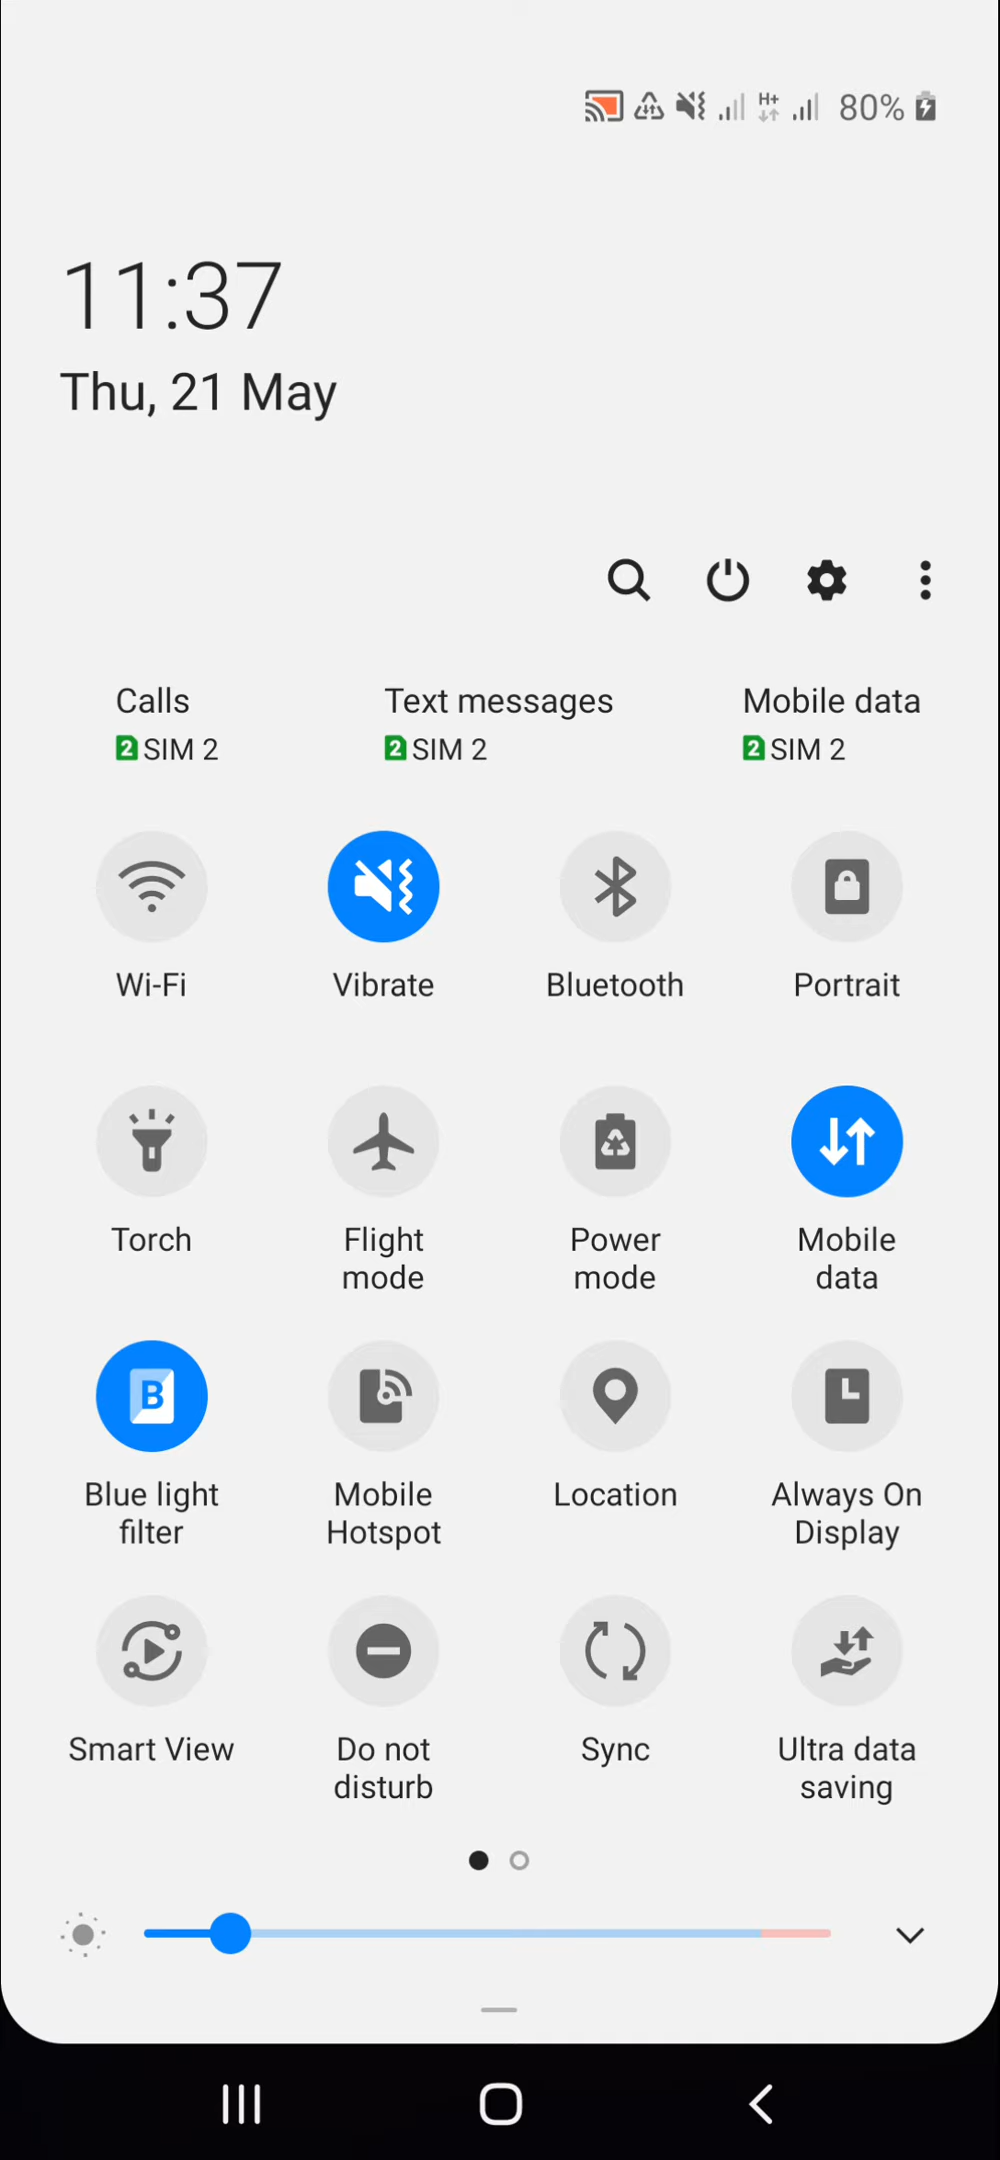 H+ 80%
11:37
Thu, 21 May
Calls Text messages Mobile data
2 SIM 2 2 SIM 2 2 SIM 2
Wi-Fi Vibrate Bluetooth Portrait
Torch Flight mode Power mode Mobile data
B
Blue light filter Mobile Hotspot Location Always On Display
Smart View Do not disturb Sync Ultra data saving